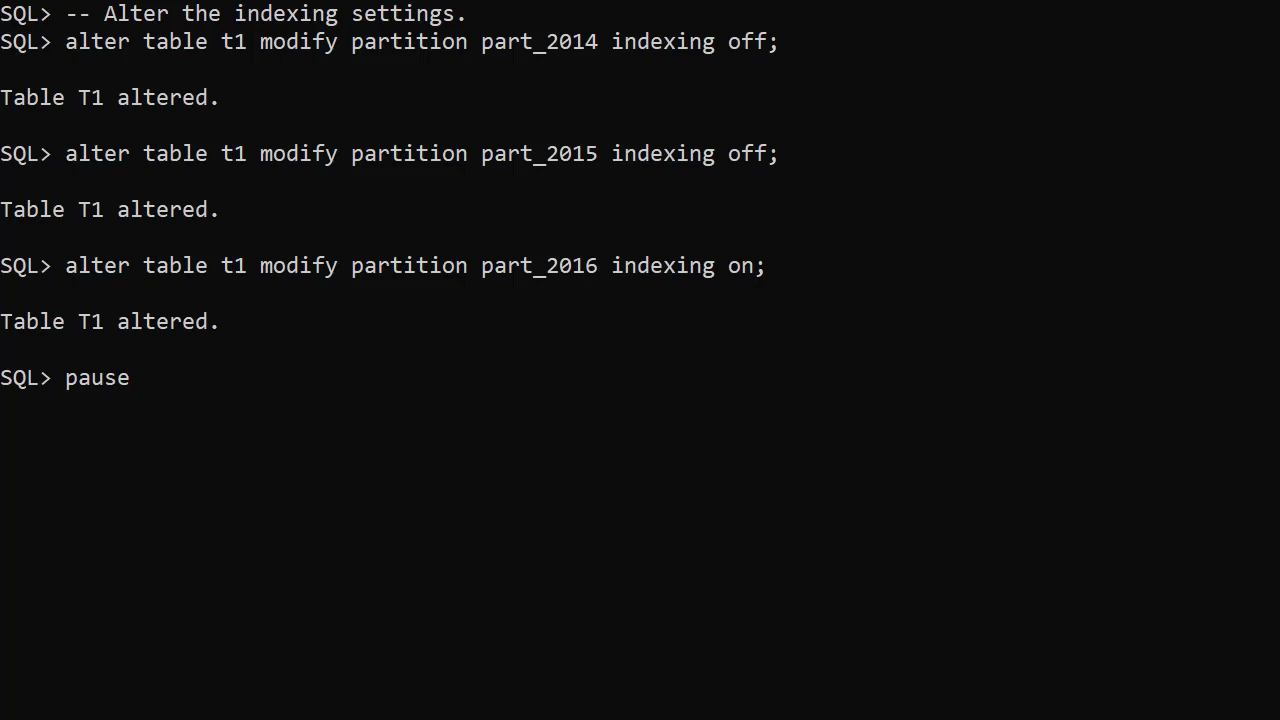 SQL> -- Alter the indexing settings.
SQL> alter table t1 modify partition part_2014 indexing off;
Table T1 altered.
SQL> alter table t1 modify partition part_2015 indexing off;
Table T1 altered.
SQL> alter table t1 modify partition part_2016 indexing on;
Table T1 altered.
SQL> pause